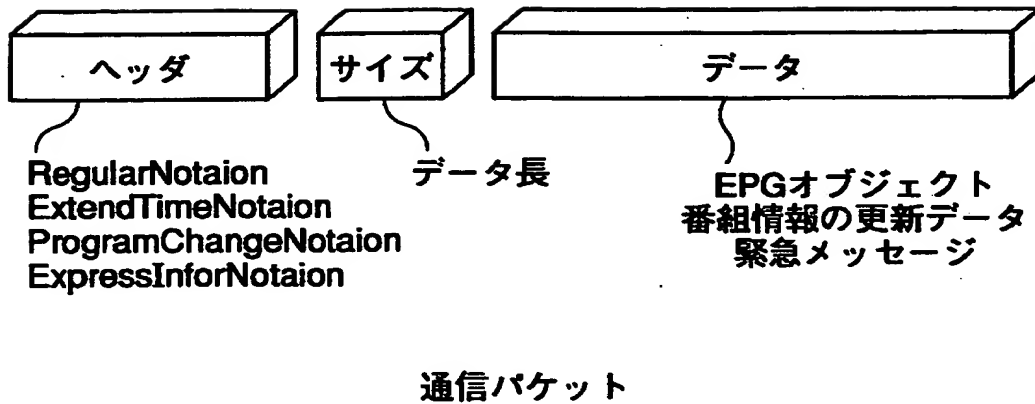 ヘッダ
サイズ
データ
RegularNotaion
ExtendTimeNotaion
ProgramChangeNotaion
ExpressInforNotaion
データ長
EPGオブジェクト
番組情報の更新データ
緊急メッセージ
通信パケット